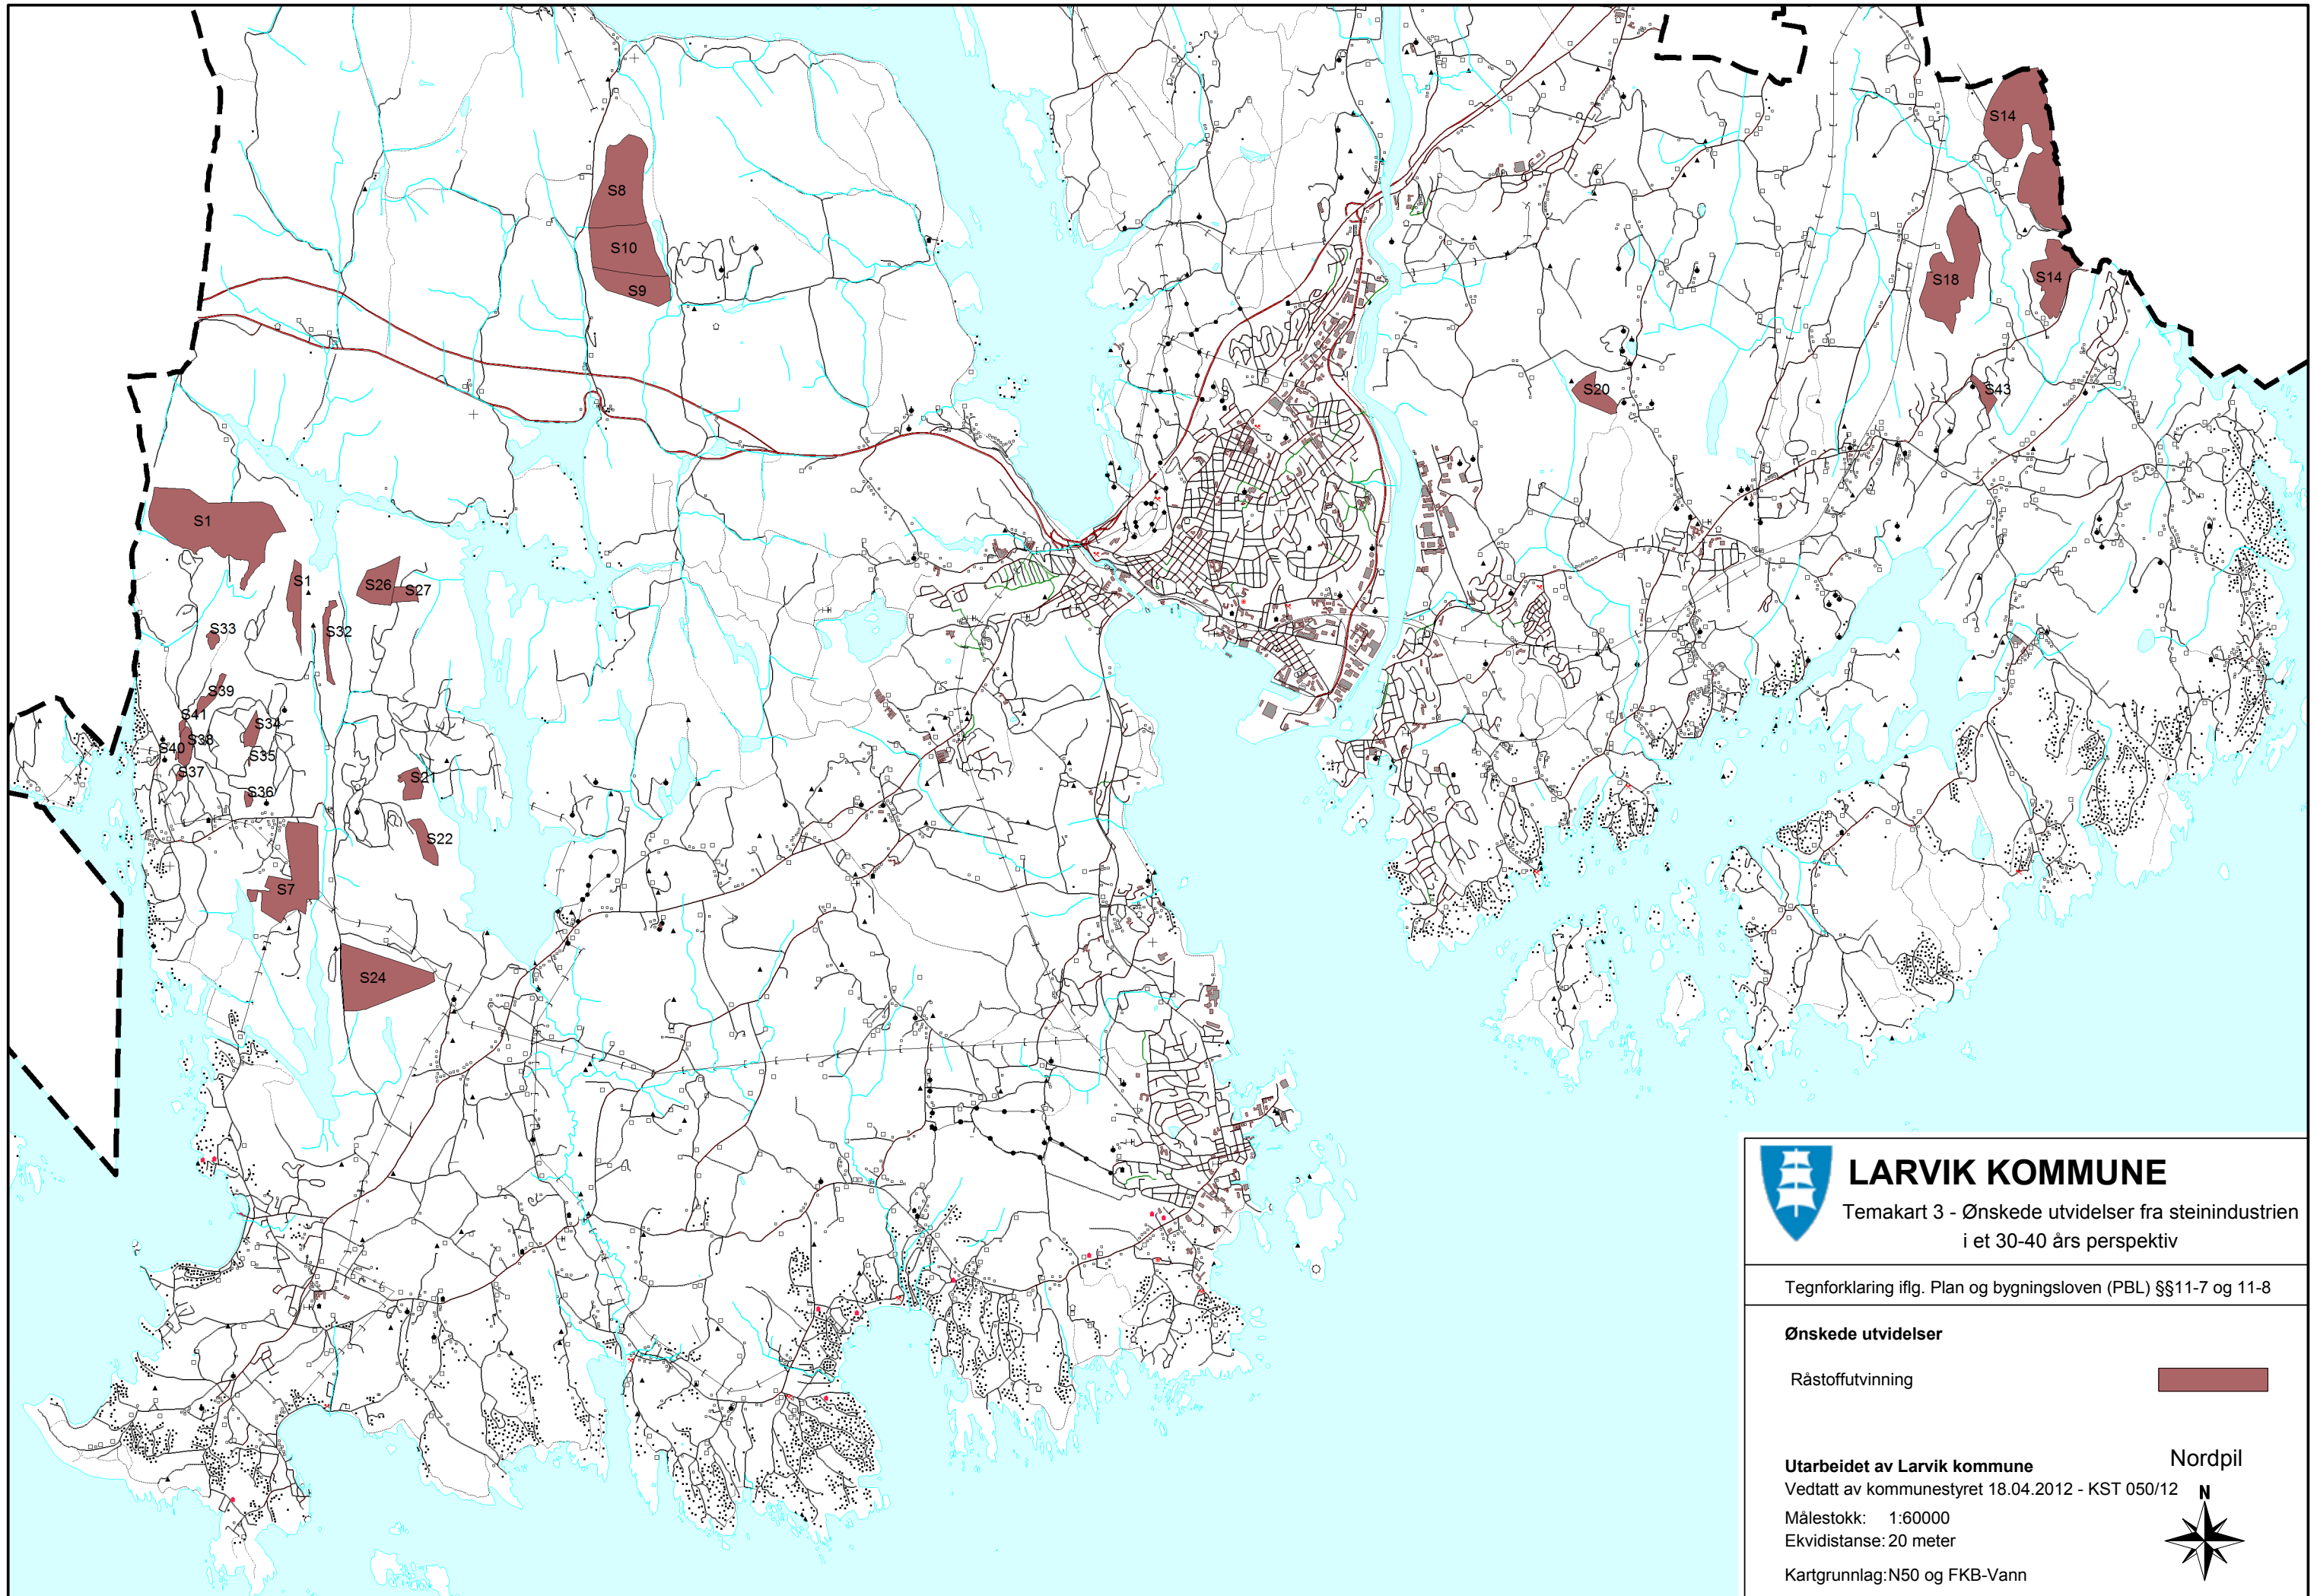 S14
S8
S10
S18
S14
S9
S20
S43
S1
S1
S26
S27
S33
S32
S39
S41
S34
S38
S40
S35
S37
S21
S36
S22
S7
S24
LARVIK KOMMUNE
Temakart 3 - Ønskede utvidelser fra steinindustrien
i et 30-40 års perspektiv
Tegnforklaring iflg. Plan og bygningsloven (PBL) §§11-7 og 11-8
Ønskede utvidelser
Råstoffutvinning
Nordpil
Utarbeidet av Larvik kommune
Vedtatt av kommunestyret 18.04.2012 - KST 050/12
N
Målestokk: 1:60000
Ekvidistanse: 20 meter
Kartgrunnlag: N50 og FKB-Vann